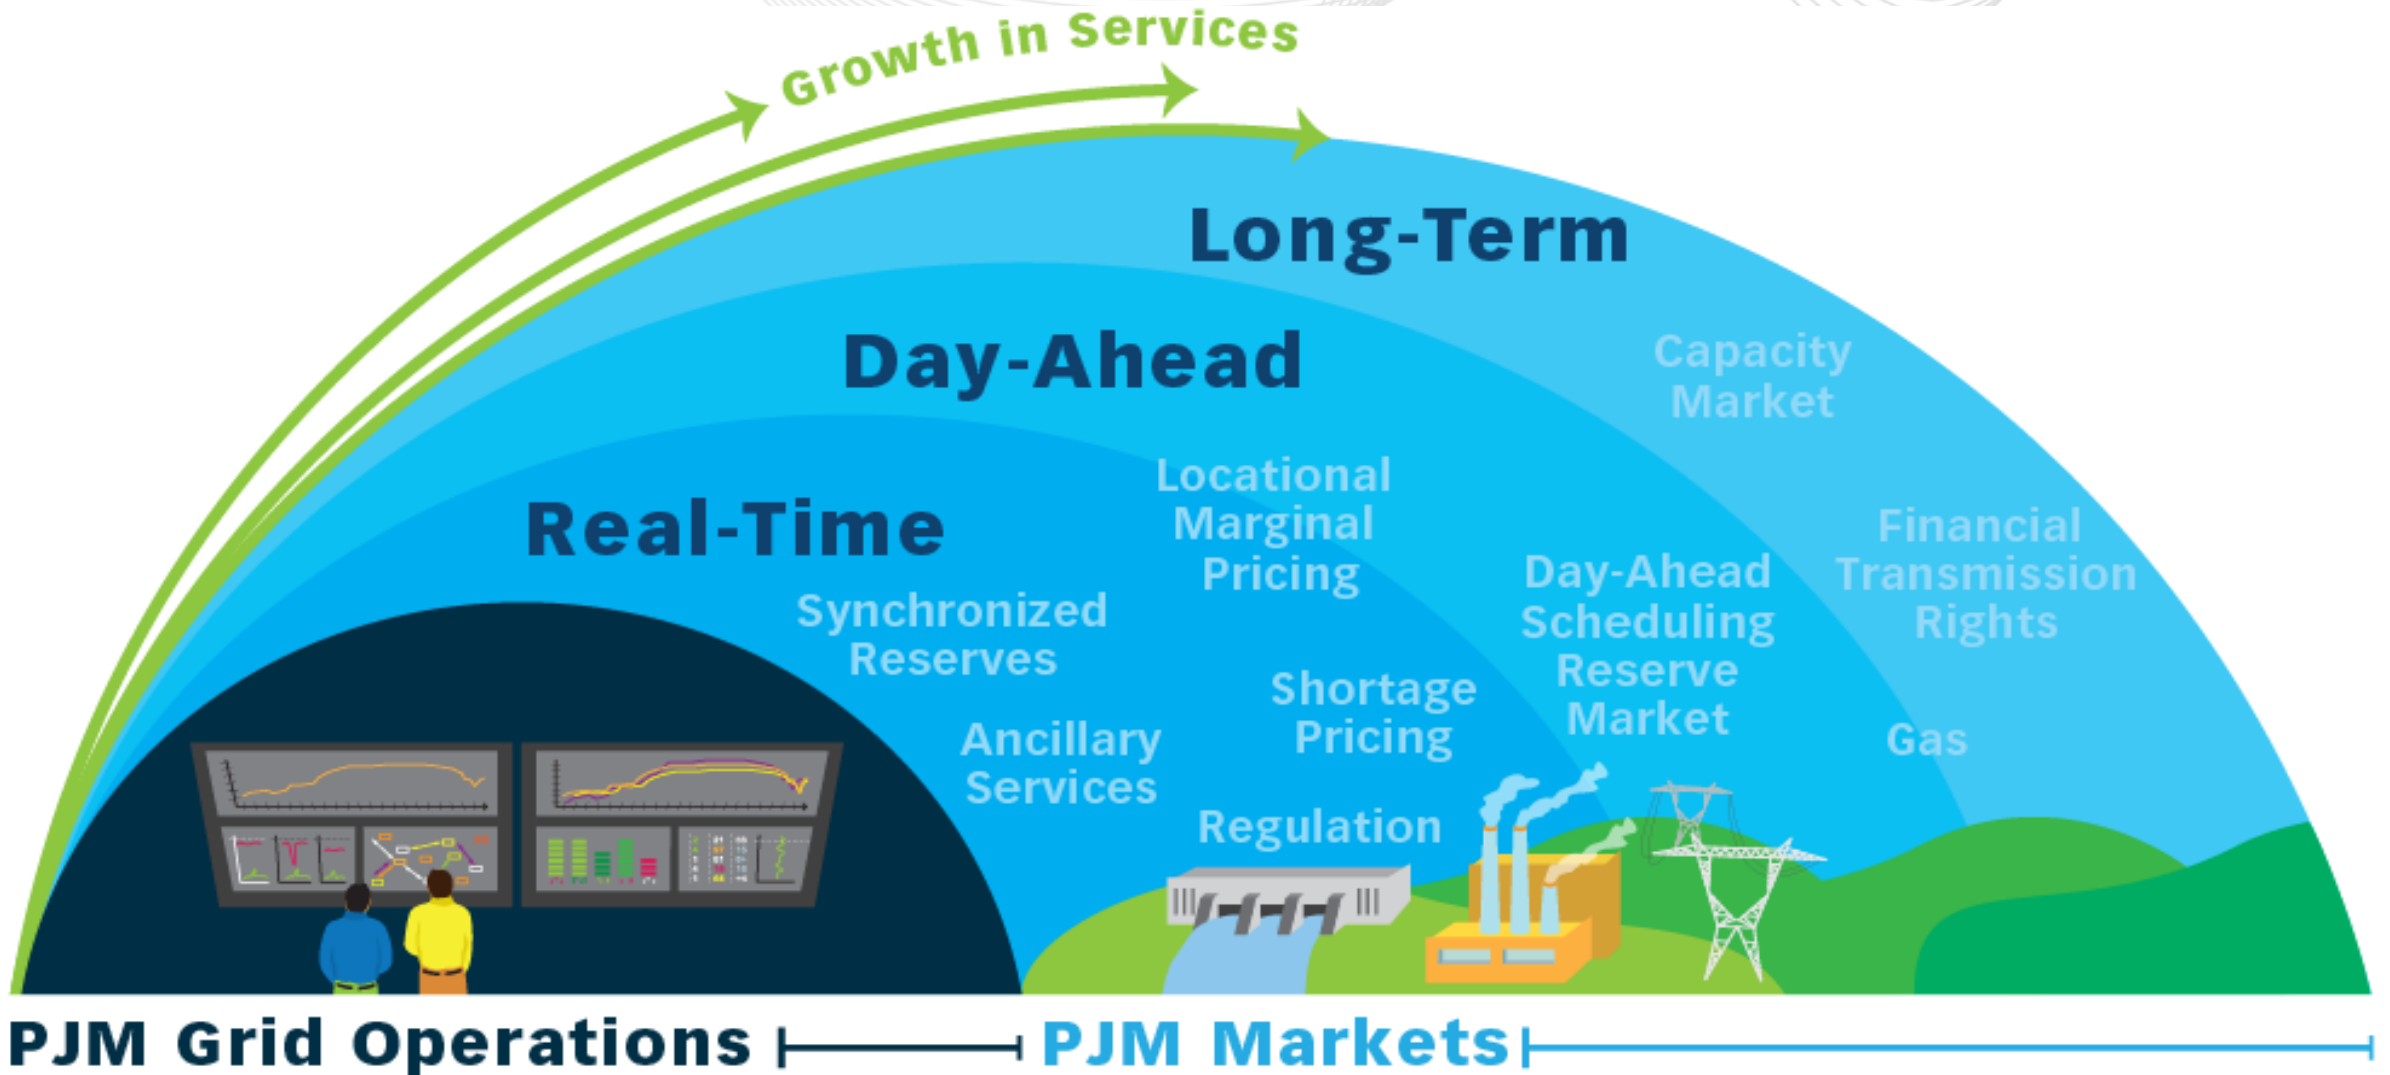 Growth in Services
Long-Term
Day-Ahead
Real-Time
Capacity
Market
Locational
Marginal
Pricing
Financial
Transmission
Rights
Day-Ahead
Scheduling
Reserve
Market
Synchronized
Reserves
Shortage
Pricing
Ancillary
Services
Gas
Regulation
PJM Grid Operations
PJM Markets